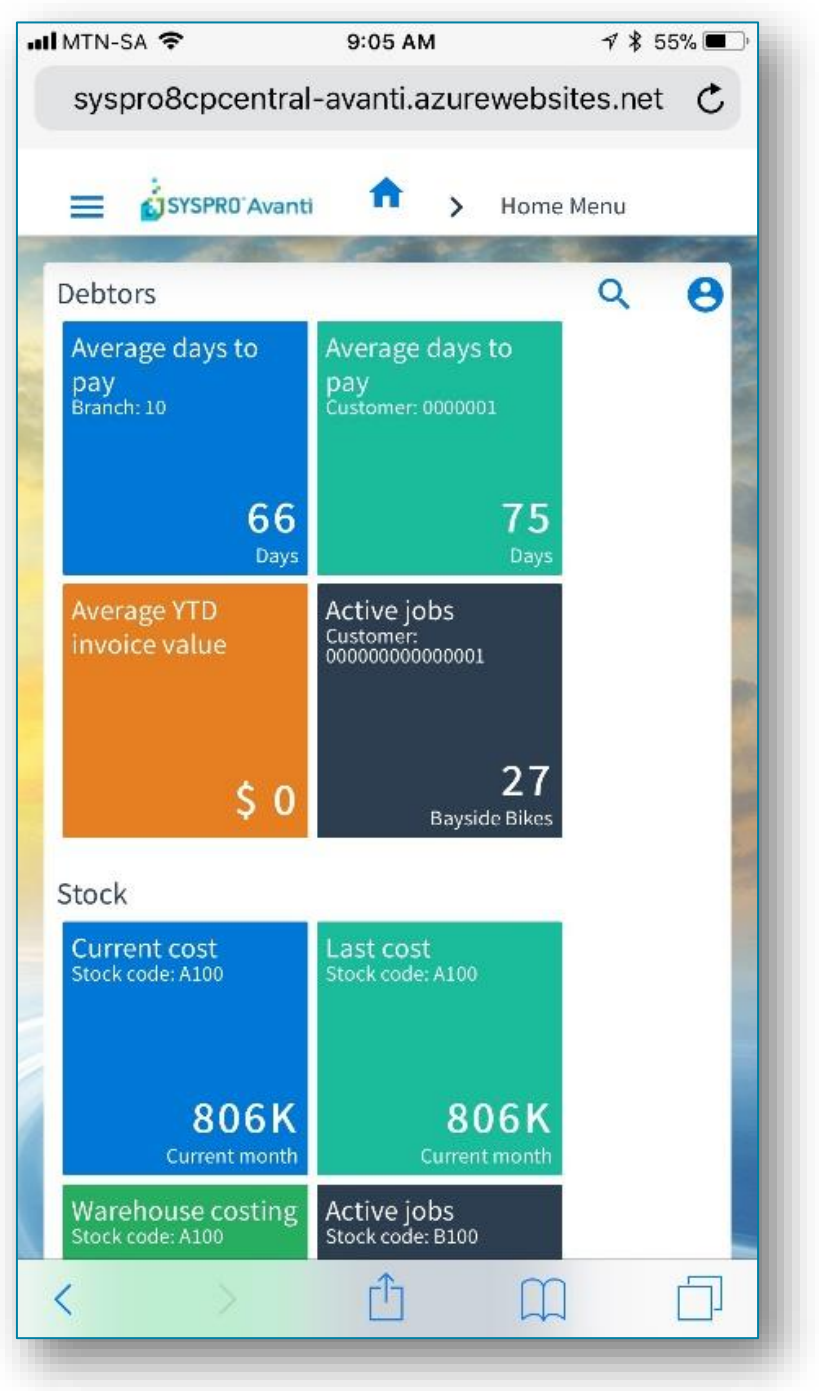 MTN-SA 9:05 AM 55%
syspro8cpcentral-avanti.azurewebsites.net
SYSPRO Avanti > Home Menu
Debtors
Average days to
pay
Branch: 10
66
Days
Average days to
pay
Customer: 0000001
75
Days
Average YTD
invoice value
$ 0
Active jobs
Customer:
000000000000001
27
Bayside Bikes
Stock
Current cost
Stock code: A100
806K
Current month
Last cost
Stock code: A100
806K
Current month
Warehouse costing
Stock code: A100
Active jobs
Stock code: B100